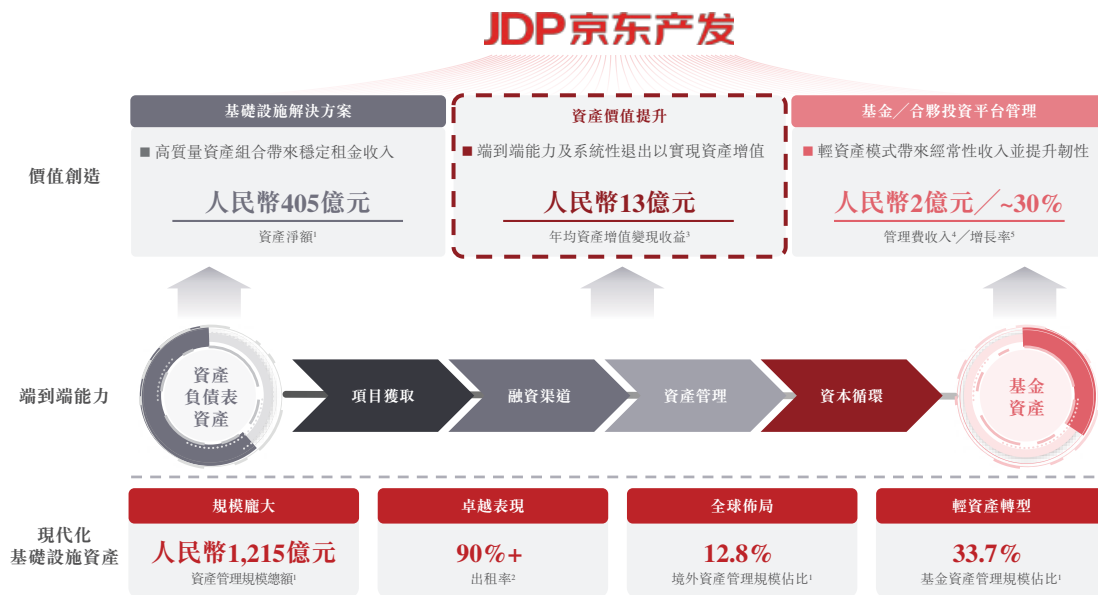 JDP京东产发
基礎設施解決方案
■ 高質量資產組合帶來穩定租金收入
人民幣405億元
資產淨額¹
資產價值提升
■ 端到端能力及系統性退出以實現資產增值
人民幣13億元
年均資產增值變現收益³
基金╱合夥投資平台管理
■ 輕資產模式帶來經常性收入並提升韌性
人民幣2億元╱~30%
管理費收入⁴╱增長率⁵
價值創造
端到端能力
資產
負債表
資產
項目獲取
融資渠道
資產管理
資本循環
基金
資產
現代化
基礎設施資產
規模龐大
人民幣1,215億元
資產管理規模總額¹
卓越表現
90%+
出租率²
全球佈局
12.8%
境外資產管理規模佔比¹
輕資產轉型
33.7%
基金資產管理規模佔比¹